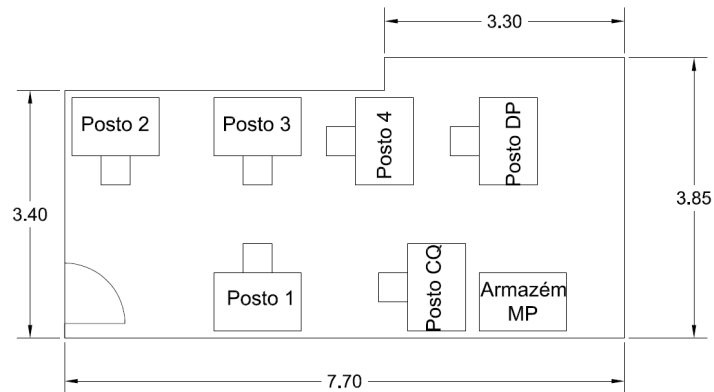 3.30
Posto 2
Posto 3
Posto 4
Posto DP
3.40
3.85
Posto 1
Posto CQ
Armazém
MP
7.70